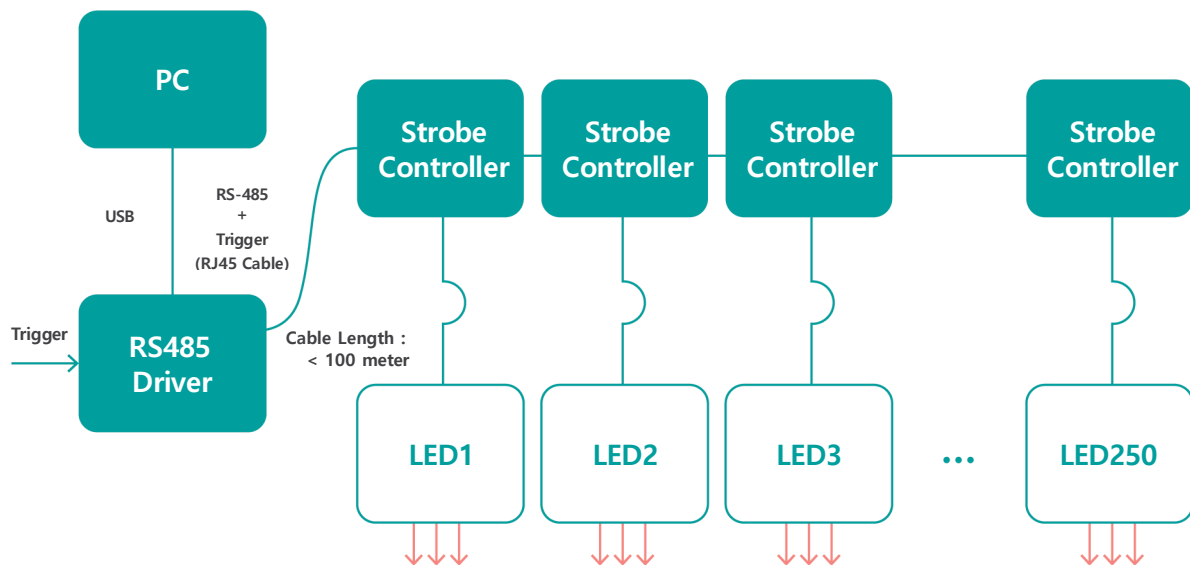 PC
USB
RS-485
+
Trigger
(RJ45 Cable)
Trigger
RS485
Driver
Cable Length :
< 100 meter
Strobe
Controller
Strobe
Controller
Strobe
Controller
Strobe
Controller
LED1
LED2
LED3
...
LED250